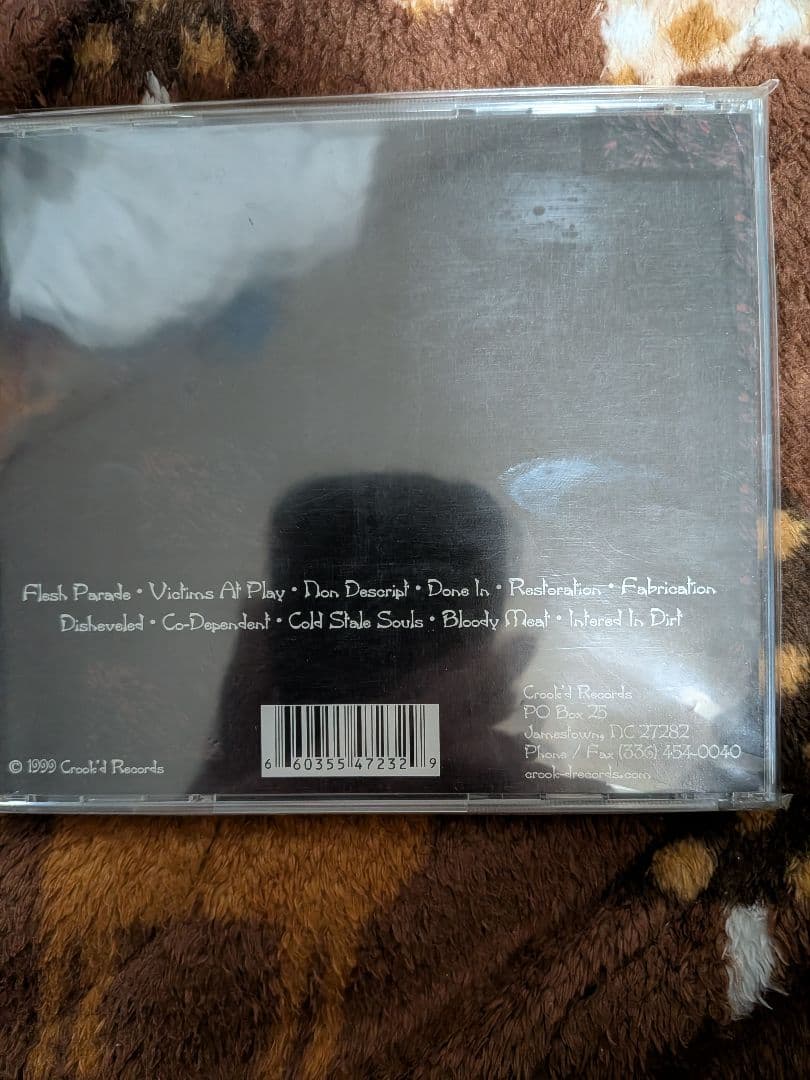 Flesh Parade • Victims At Play • Non Descript • Done In • Restoration • Fabrication
Disheveled • Co-Dependent • Cold Stale Souls • Bloody Meat • Intered In Dirt
Crook'd Records
PO Box 25
Jamestown, NC 27282
Phone / Fax (336) 454-0040
crook-drecords.com
© 1999 Crook'd Records
6 60355 47232 9